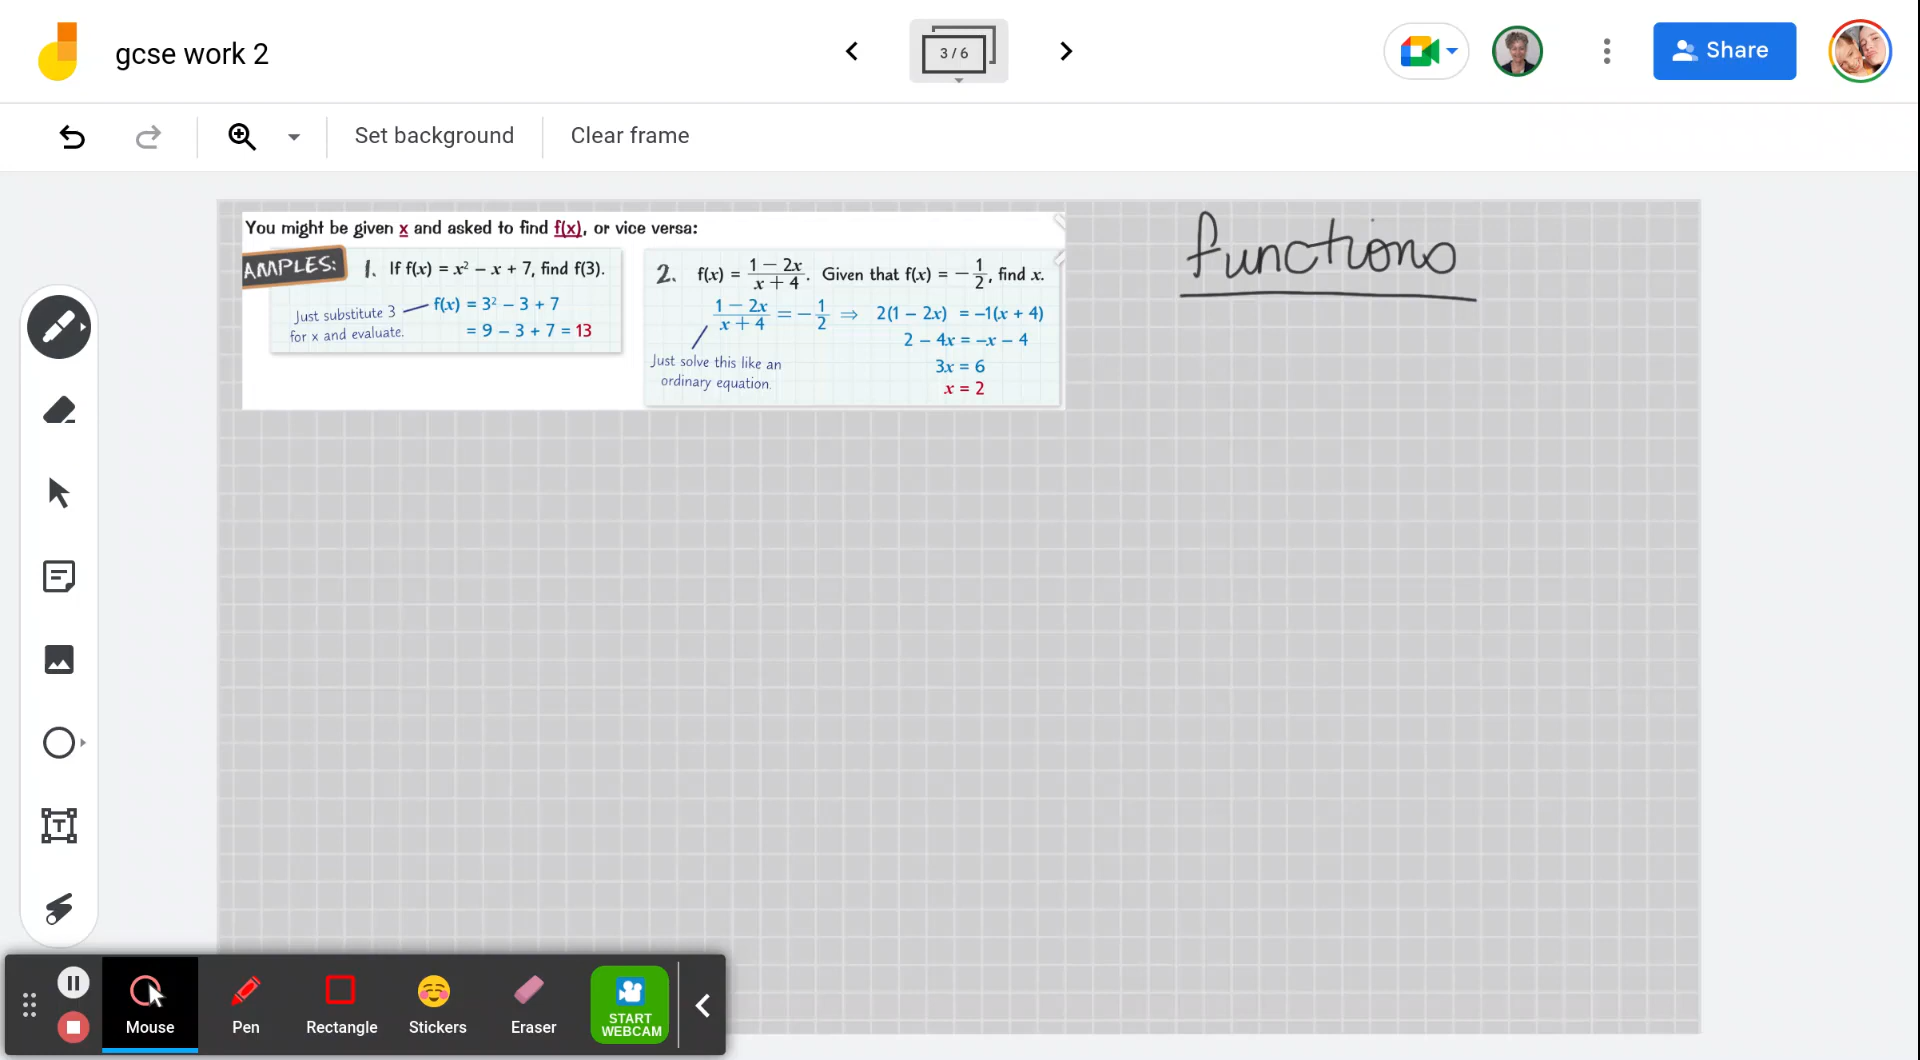 gcse work 2
3 / 6
Share
Set background
Clear frame
You might be given x and asked to find f(x), or vice versa:
AMPLES:
1. If f(x) = x² − x + 7, find f(3).
Just substitute 3
for x and evaluate.
f(x) = 3² − 3 + 7
= 9 − 3 + 7 = 13
2. f(x) = (1 − 2x)/(x + 4). Given that f(x) = −1/2, find x.
(1 − 2x)/(x + 4) = −1/2 ⇒ 2(1 − 2x) = −1(x + 4)
2 − 4x = −x − 4
3x = 6
x = 2
Just solve this like an
ordinary equation.
functions
Mouse
Pen
Rectangle
Stickers
Eraser
START
WEBCAM